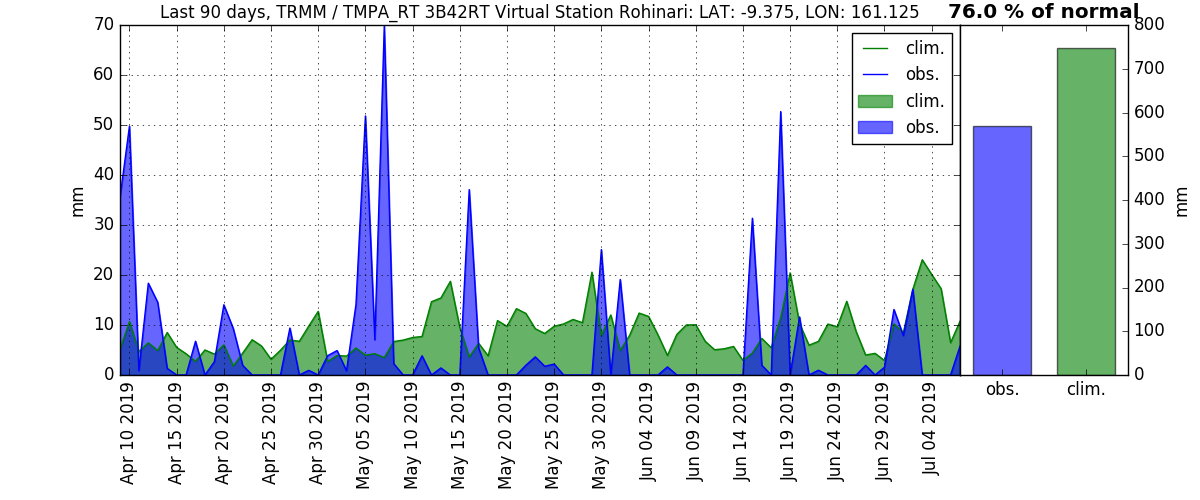 Last 90 days, TRMM / TMPA_RT 3B42RT Virtual Station Rohinari: LAT: -9.375, LON: 161.125
76.0 % of normal
70
60
50
40
30
20
10
0
mm
clim.
obs.
clim.
obs.
Apr 10 2019
Apr 15 2019
Apr 20 2019
Apr 25 2019
Apr 30 2019
May 05 2019
May 10 2019
May 15 2019
May 20 2019
May 25 2019
May 30 2019
Jun 04 2019
Jun 09 2019
Jun 14 2019
Jun 19 2019
Jun 24 2019
Jun 29 2019
Jul 04 2019
800
700
600
500
400
300
200
100
0
mm
obs.
clim.